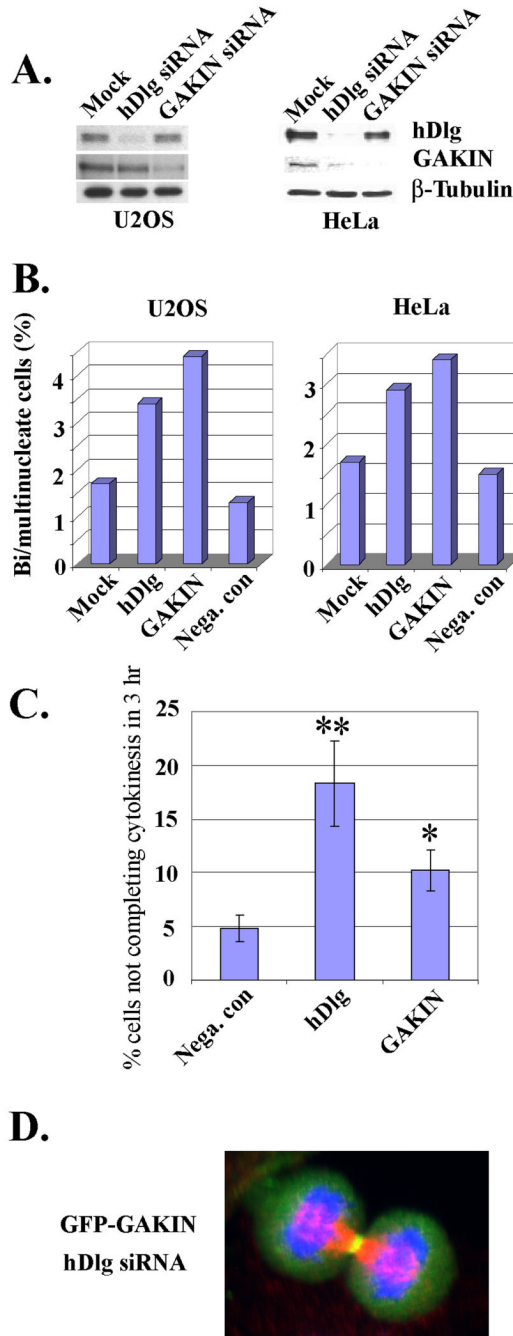 A.
Mock hDlg siRNA GAKIN siRNA
Mock hDlg siRNA GAKIN siRNA
hDlg
GAKIN
β-Tubulin
U2OS
HeLa
B.
U2OS
HeLa
Bi/multinucleate cells (%)
4
3
2
1
0
Mock hDlg GAKIN Nega. con
3
2
1
0
Mock hDlg GAKIN Nega. con
C.
% cells not completing cytokinesis in 3 hr
25
20
15
10
5
0
**
*
Nega. con hDlg GAKIN
D.
GFP-GAKIN
hDlg siRNA